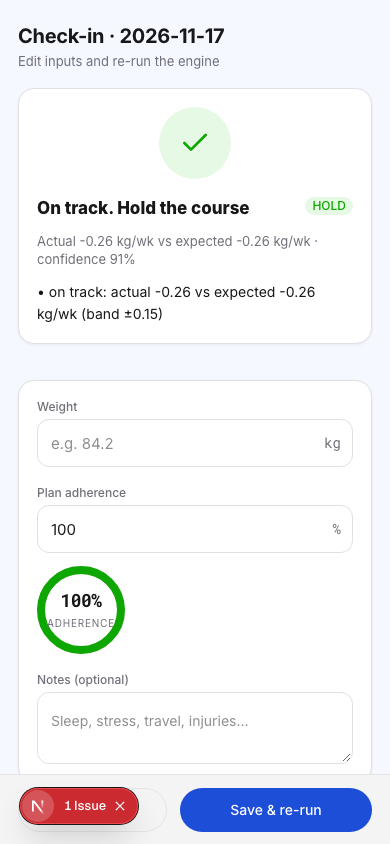 Check-in · 2026-11-17
Edit inputs and re-run the engine
On track. Hold the course
HOLD
Actual -0.26 kg/wk vs expected -0.26 kg/wk ·
confidence 91%
• on track: actual -0.26 vs expected -0.26
kg/wk (band ±0.15)
Weight
e.g. 84.2
kg
Plan adherence
100
%
100%
ADHERENCE
Notes (optional)
Sleep, stress, travel, injuries...
N
1 Issue
Save & re-run